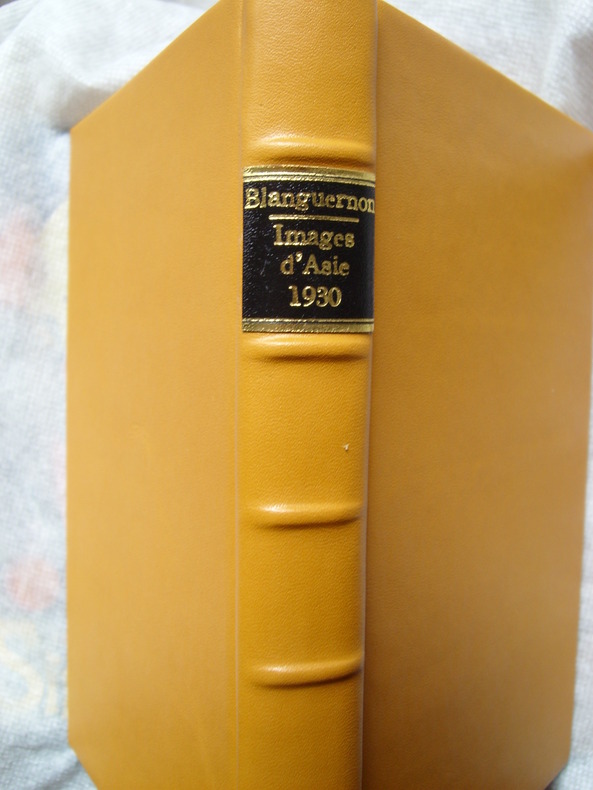 Blanguernon
Images
d'Asie
1930